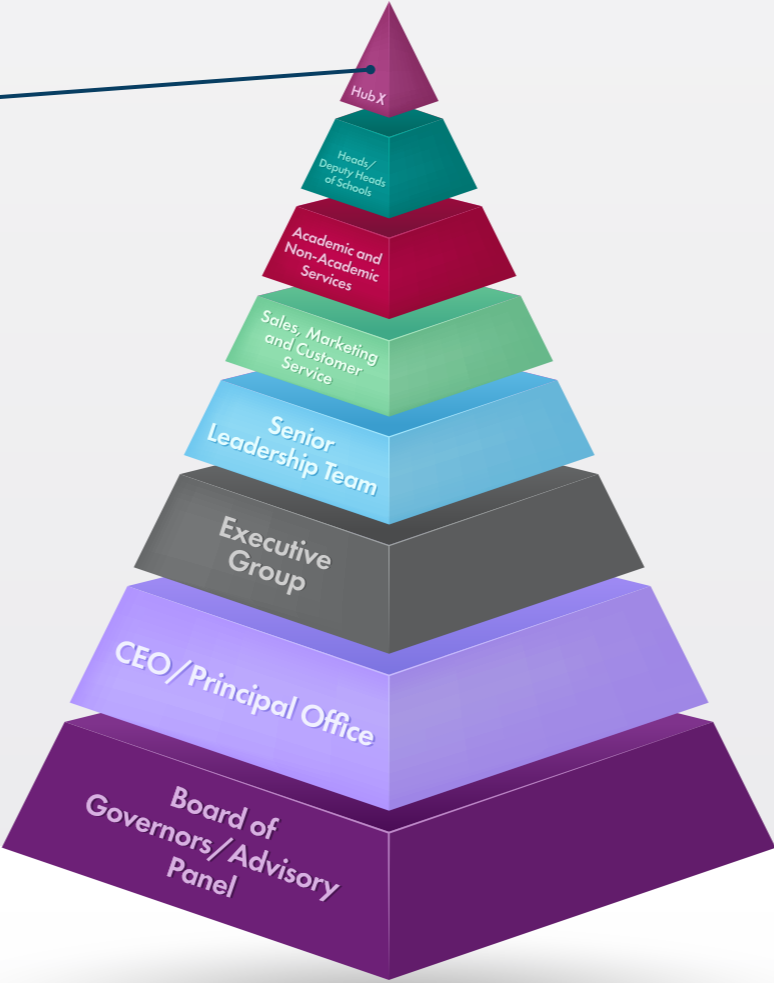 HubX
Heads/
Deputy Heads
of Schools
Academic and
Non-Academic
Services
Sales, Marketing
and Customer
Service
Senior
Leadership Team
Executive
Group
CEO/Principal Office
Board of
Governors/Advisory
Panel